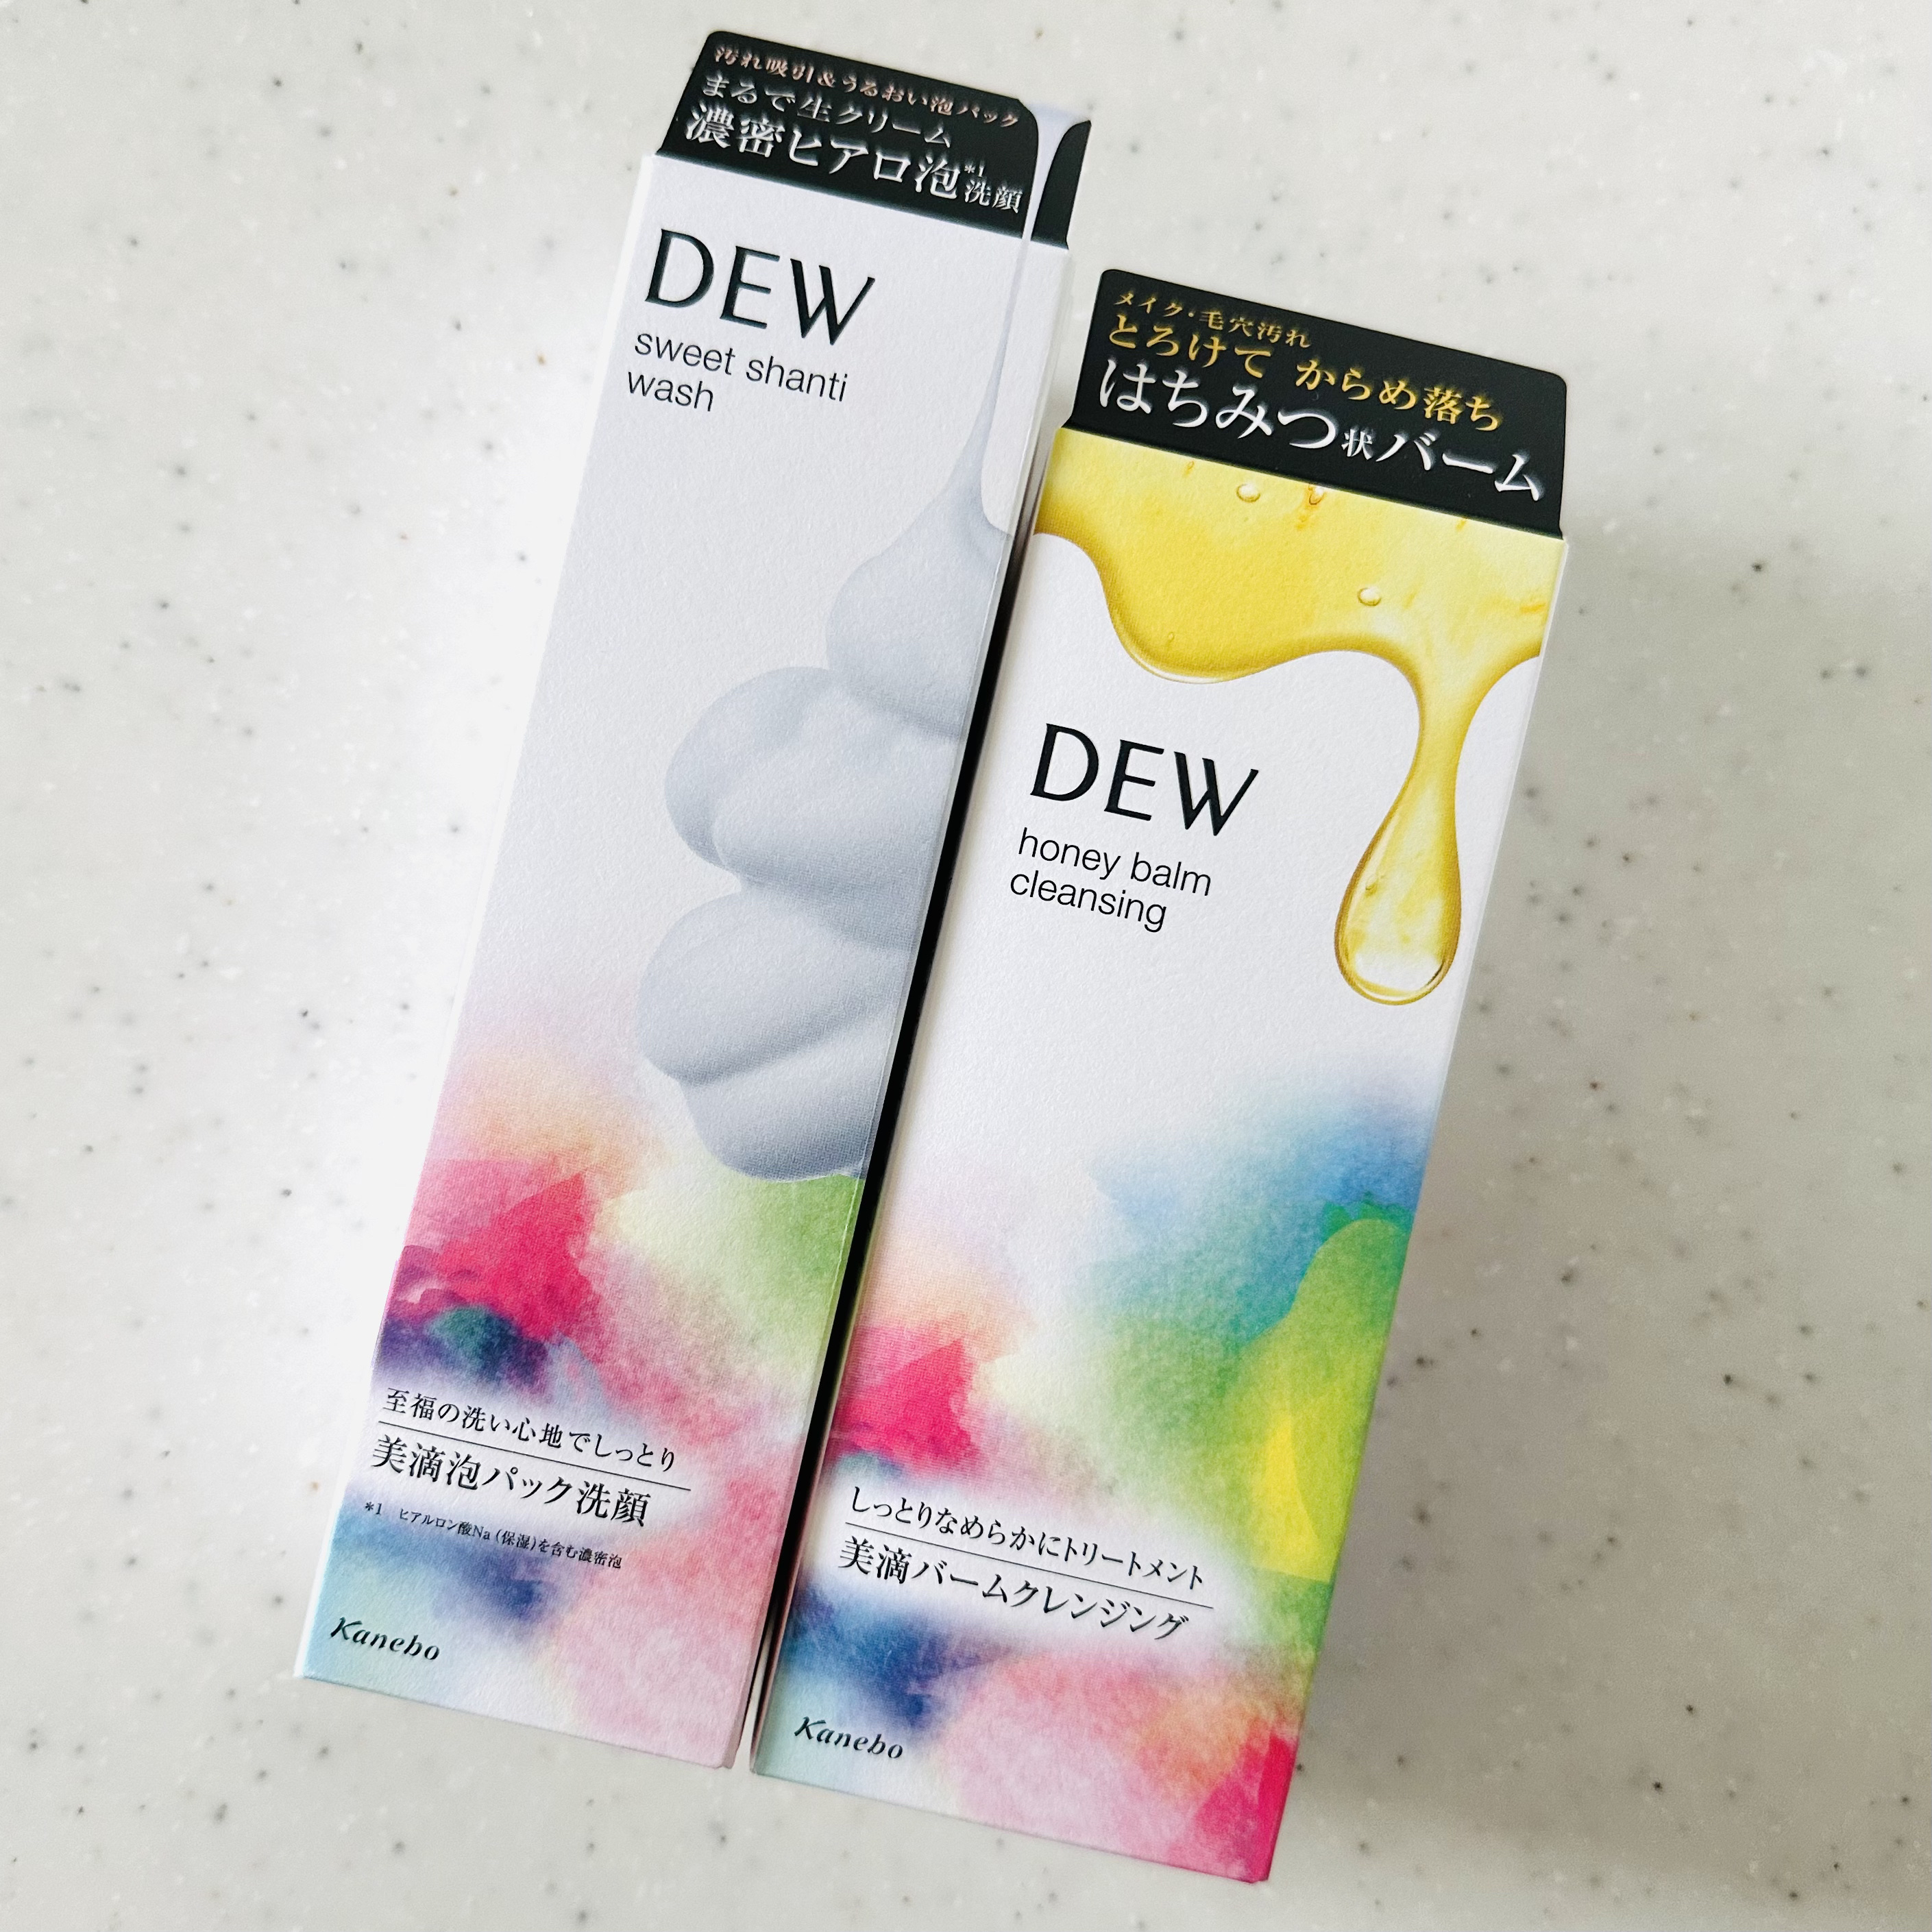 汚れ吸引&うるおい泡パック
まるで生クリーム
濃密ヒアロ泡*1洗顔
DEW
sweet shanti
wash
至福の洗い心地でしっとり
美滴泡パック洗顔
*1 ヒアルロン酸Na (保湿)を含む濃密泡
Kanebo
メイク・毛穴汚れ
とろけて からめ落ち
はちみつ状バーム
DEW
honey balm
cleansing
しっとりなめらかにトリートメント
美滴バームクレンジング
Kanebo